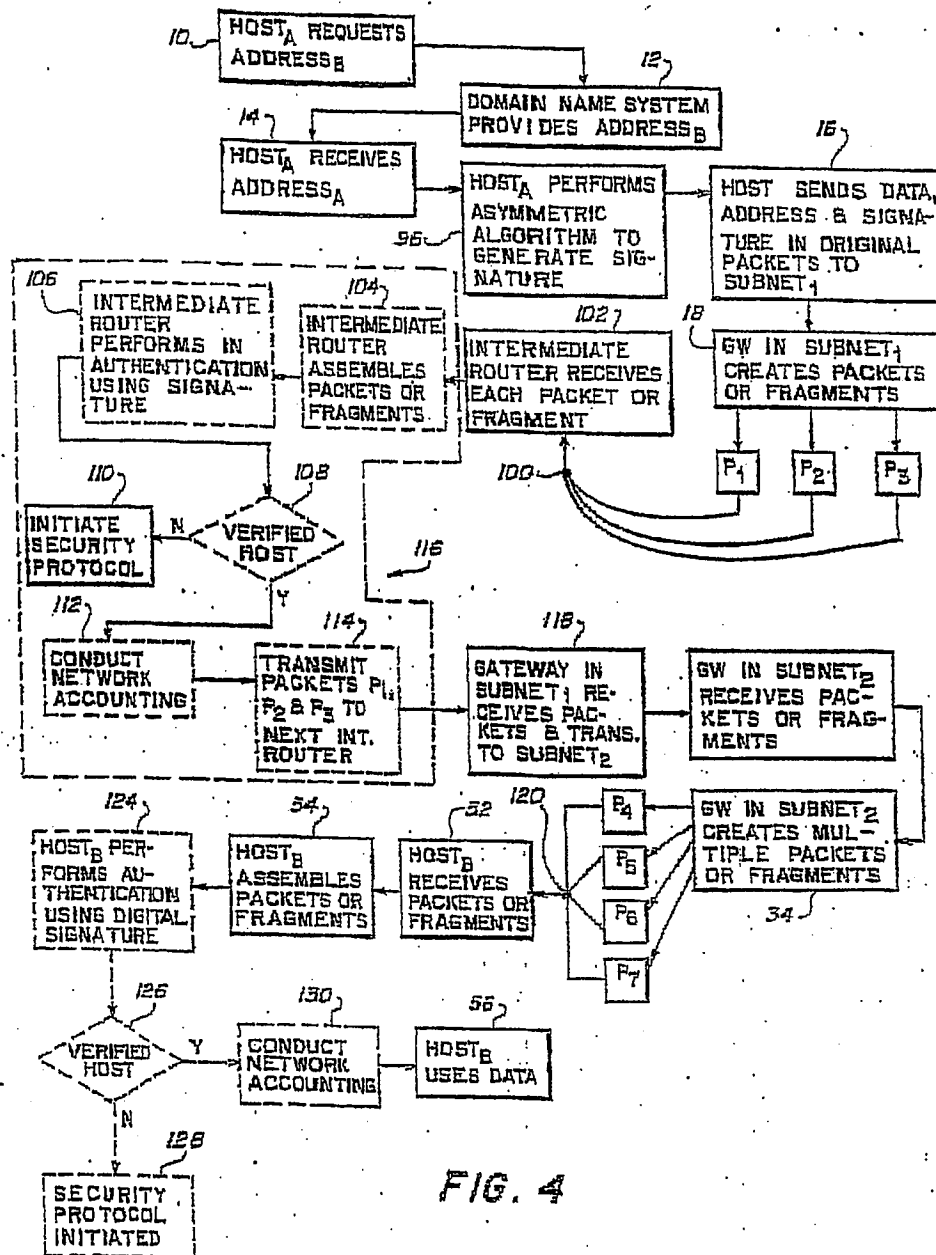 10
HOSTA REQUESTS
ADDRESSB
12
DOMAIN NAME SYSTEM
PROVIDES ADDRESSB
14
HOSTA RECEIVES
ADDRESSA
96
HOSTA PERFORMS
ASYMMETRIC
ALGORITHM TO
GENERATE SIG-
NATURE
16
HOST SENDS DATA,
ADDRESS & SIGNA-
TURE IN ORIGINAL
PACKETS TO
SUBNET1
18
GW IN SUBNET1
CREATES PACKETS
OR FRAGMENTS
P1
P2
P3
100
102
INTERMEDIATE
ROUTER RECEIVES
EACH PACKET OR
FRAGMENT
104
INTERMEDIATE
ROUTER
ASSEMBLES
PACKETS OR
FRAGMENTS
106
INTERMEDIATE
ROUTER
PERFORMS IN
AUTHENTICATION
USING SIGNA-
TURE
108
VERIFIED
HOST
N
110
INITIATE
SECURITY
PROTOCOL
Y
112
CONDUCT
NETWORK
ACCOUNTING
114
TRANSMIT
PACKETS P1,
P2 & P3 TO
NEXT INT.
ROUTER
116
118
GATEWAY IN
SUBNET1 RE-
CEIVES PAC-
KETS & TRANS.
TO SUBNET2
GW IN SUBNET2
RECEIVES PAC-
KETS OR FRAG-
MENTS
GW IN SUBNET2
CREATES MUL-
TIPLE PACKETS
OR FRAGMENTS
34
P4
P5
P6
P7
120
52
HOSTB
RECEIVES
PACKETS OR
FRAGMENTS
54
HOSTB
ASSEMBLES
PACKETS OR
FRAGMENTS
124
HOSTB PER-
FORMS AU-
THENTICATION
USING DIGITAL
SIGNATURE
126
VERIFIED
HOST
Y
130
CONDUCT
NETWORK
ACCOUNTING
56
HOSTB
USES DATA
N
128
SECURITY
PROTOCOL
INITIATED
FIG. 4